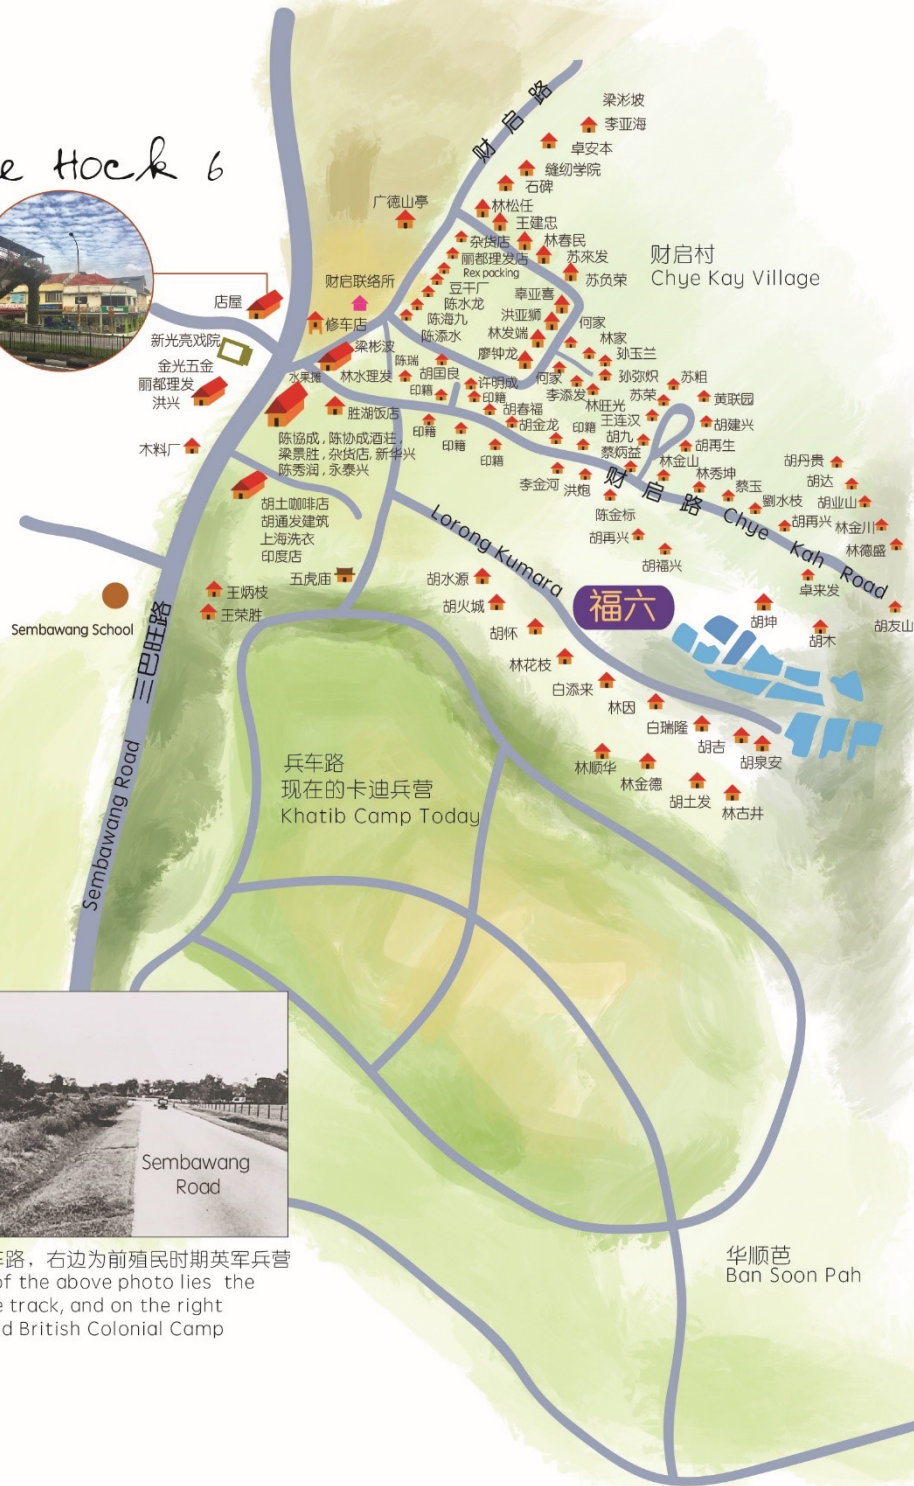 e Hock 6
财启路
梁浵坡
李亚海
卓安本
缝纫学院
石碑
林松任
王建忠
广德山亭
杂货店
林春民
丽都理发店
苏來发
Rex packing
苏负荣
财启村
Chye Kay Village
财启联络所
豆干厂
辜亚喜
店屋
陈水龙
洪亚狮
何家
修车店
陈海九
林发端
林家
新光亮戏院
陈添水
廖钟龙
孙玉兰
梁彬波
陈瑞
金光五金
丽都理发
洪兴
水果摊
林水理发
胡国良
许明成
何家
孙弥炽
苏粗
印籍
印籍
李添发
苏荣
黄联园
胜湖饭店
胡春福
林旺光
王连汉
胡建兴
印籍
胡金龙
印籍
胡九
胡再生
木料厂
陈协成，陈协成酒莊，
梁景胜，杂货店，新华兴
陈秀润，永泰兴
印籍
印籍
蔡炳益
林金山
胡丹贵
李金河
洪炮
林秀坤
胡达
蔡玉
劉水枝
胡业山
财启路 Chye Kah Road
胡土咖啡店
胡通发建筑
上海洗衣
印度店
陈金标
胡再兴
林金川
Lorong Kumara
胡再兴
林德盛
胡福兴
五虎庙
胡水源
卓来发
王炳枝
胡火城
福六
胡坤
胡友山
王荣胜
Sembawang School
胡怀
胡木
三巴旺路
林花枝
白添来
林因
白瑞隆
胡吉
胡泉安
Sembawang Road
林顺华
林金德
胡土发
林古井
兵车路
现在的卡迪兵营
Khatib Camp Today
Sembawang
Road
车路，右边为前殖民时期英军兵营
of the above photo lies the
e track, and on the right
d British Colonial Camp
华顺芭
Ban Soon Pah